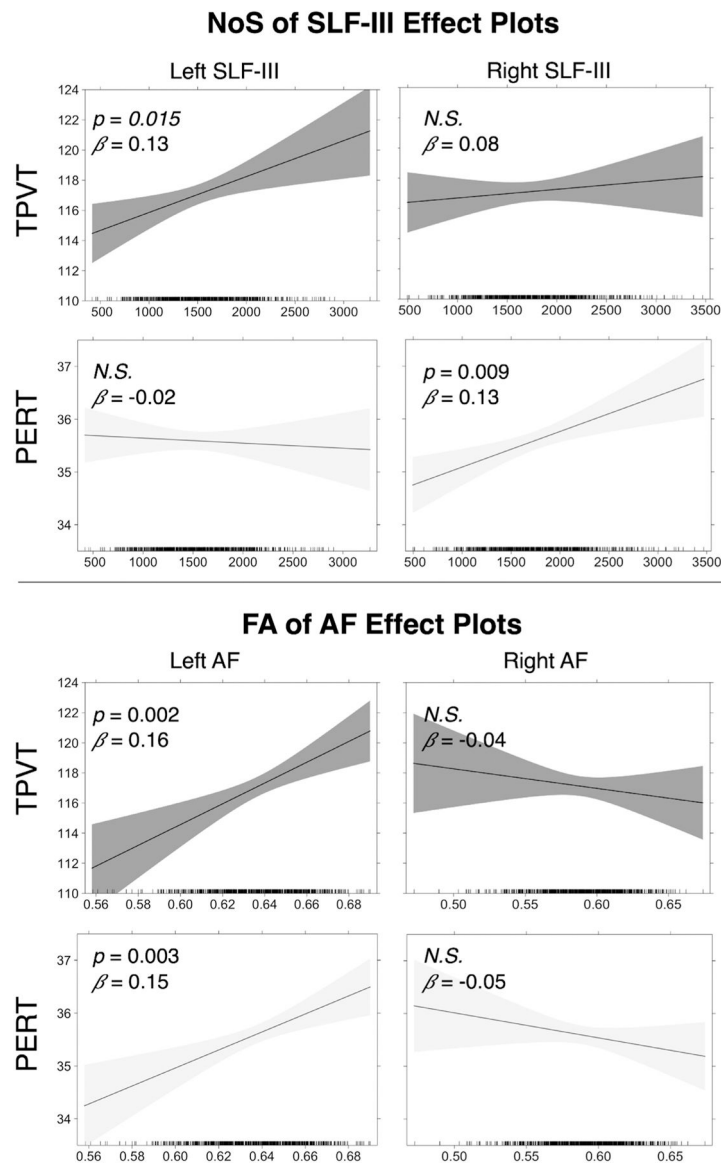 NoS of SLF-III Effect Plots
Left SLF-III
Right SLF-III
TPVT
124
122
120
118
116
114
112
110
p = 0.015
β = 0.13
500 1000 1500 2000 2500 3000
N.S.
β = 0.08
500 1000 1500 2000 2500 3000 3500
PERT
37
36
35
34
N.S.
β = -0.02
500 1000 1500 2000 2500 3000
p = 0.009
β = 0.13
500 1000 1500 2000 2500 3000 3500
FA of AF Effect Plots
Left AF
Right AF
TPVT
124
122
120
118
116
114
112
110
p = 0.002
β = 0.16
0.56 0.58 0.60 0.62 0.64 0.66 0.68
N.S.
β = -0.04
0.50 0.55 0.60 0.65
PERT
37
36
35
34
p = 0.003
β = 0.15
0.56 0.58 0.60 0.62 0.64 0.66 0.68
N.S.
β = -0.05
0.50 0.55 0.60 0.65